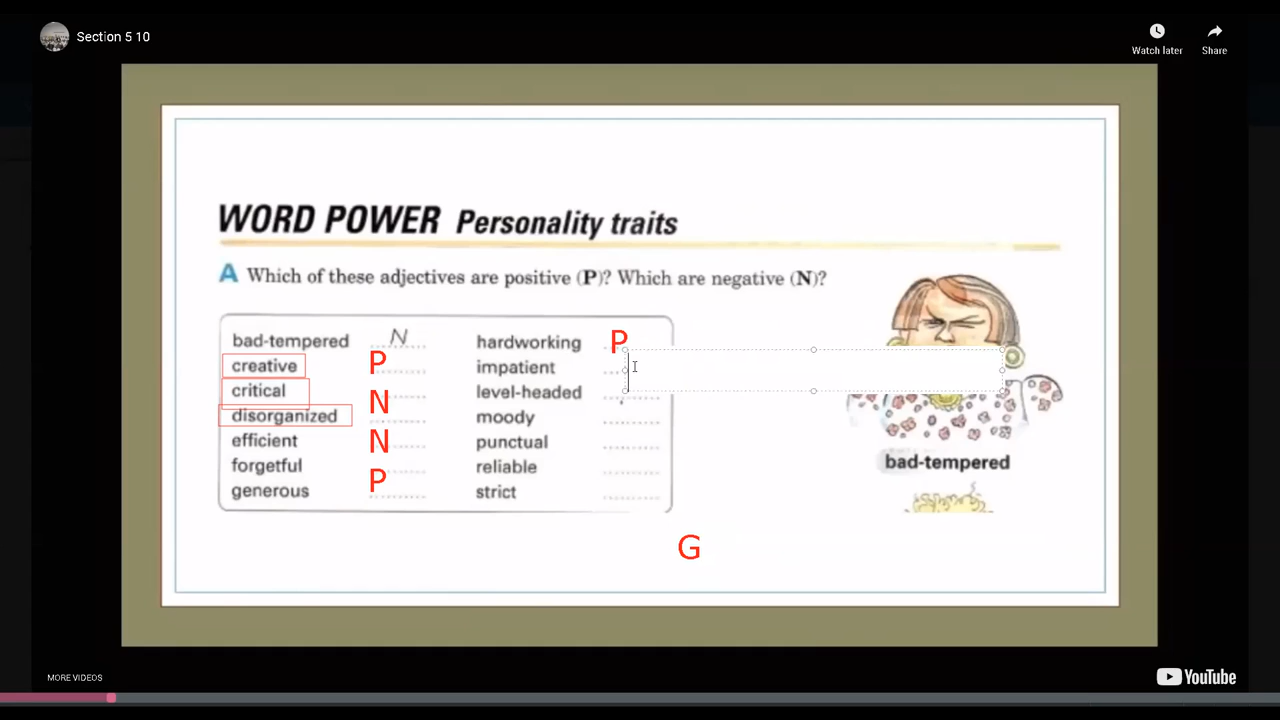 Section 5 10
Watch later
Share
WORD POWER Personality traits
A Which of these adjectives are positive (P)? Which are negative (N)?
bad-tempered N hardworking P
creative P impatient
critical N level-headed
disorganized moody
efficient N punctual
forgetful P reliable
generous strict
bad-tempered
G
MORE VIDEOS
YouTube